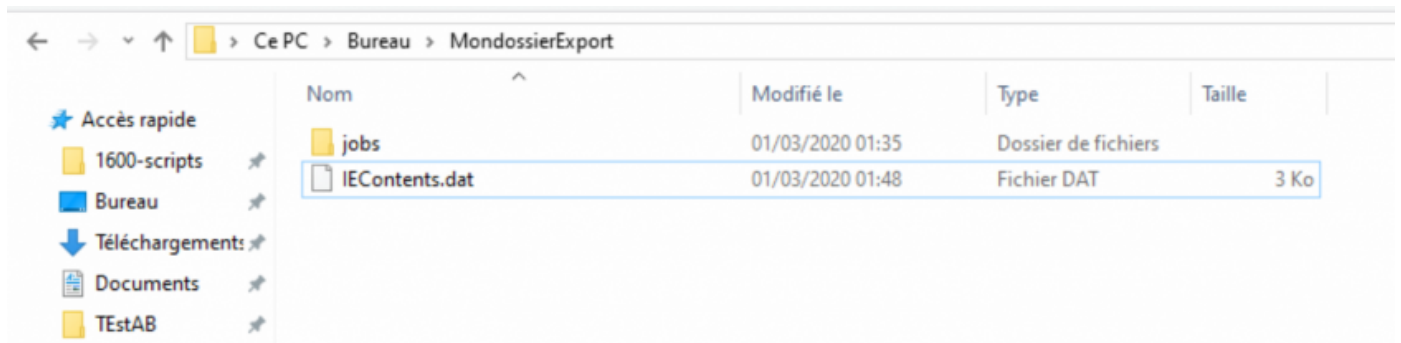 Ce PC > Bureau > MondossierExport
Nom Modifié le Type Taille
Accès rapide
1600-scripts
Bureau
Téléchargements
Documents
TEstAB
jobs 01/03/2020 01:35 Dossier de fichiers
IEContents.dat 01/03/2020 01:48 Fichier DAT 3 Ko